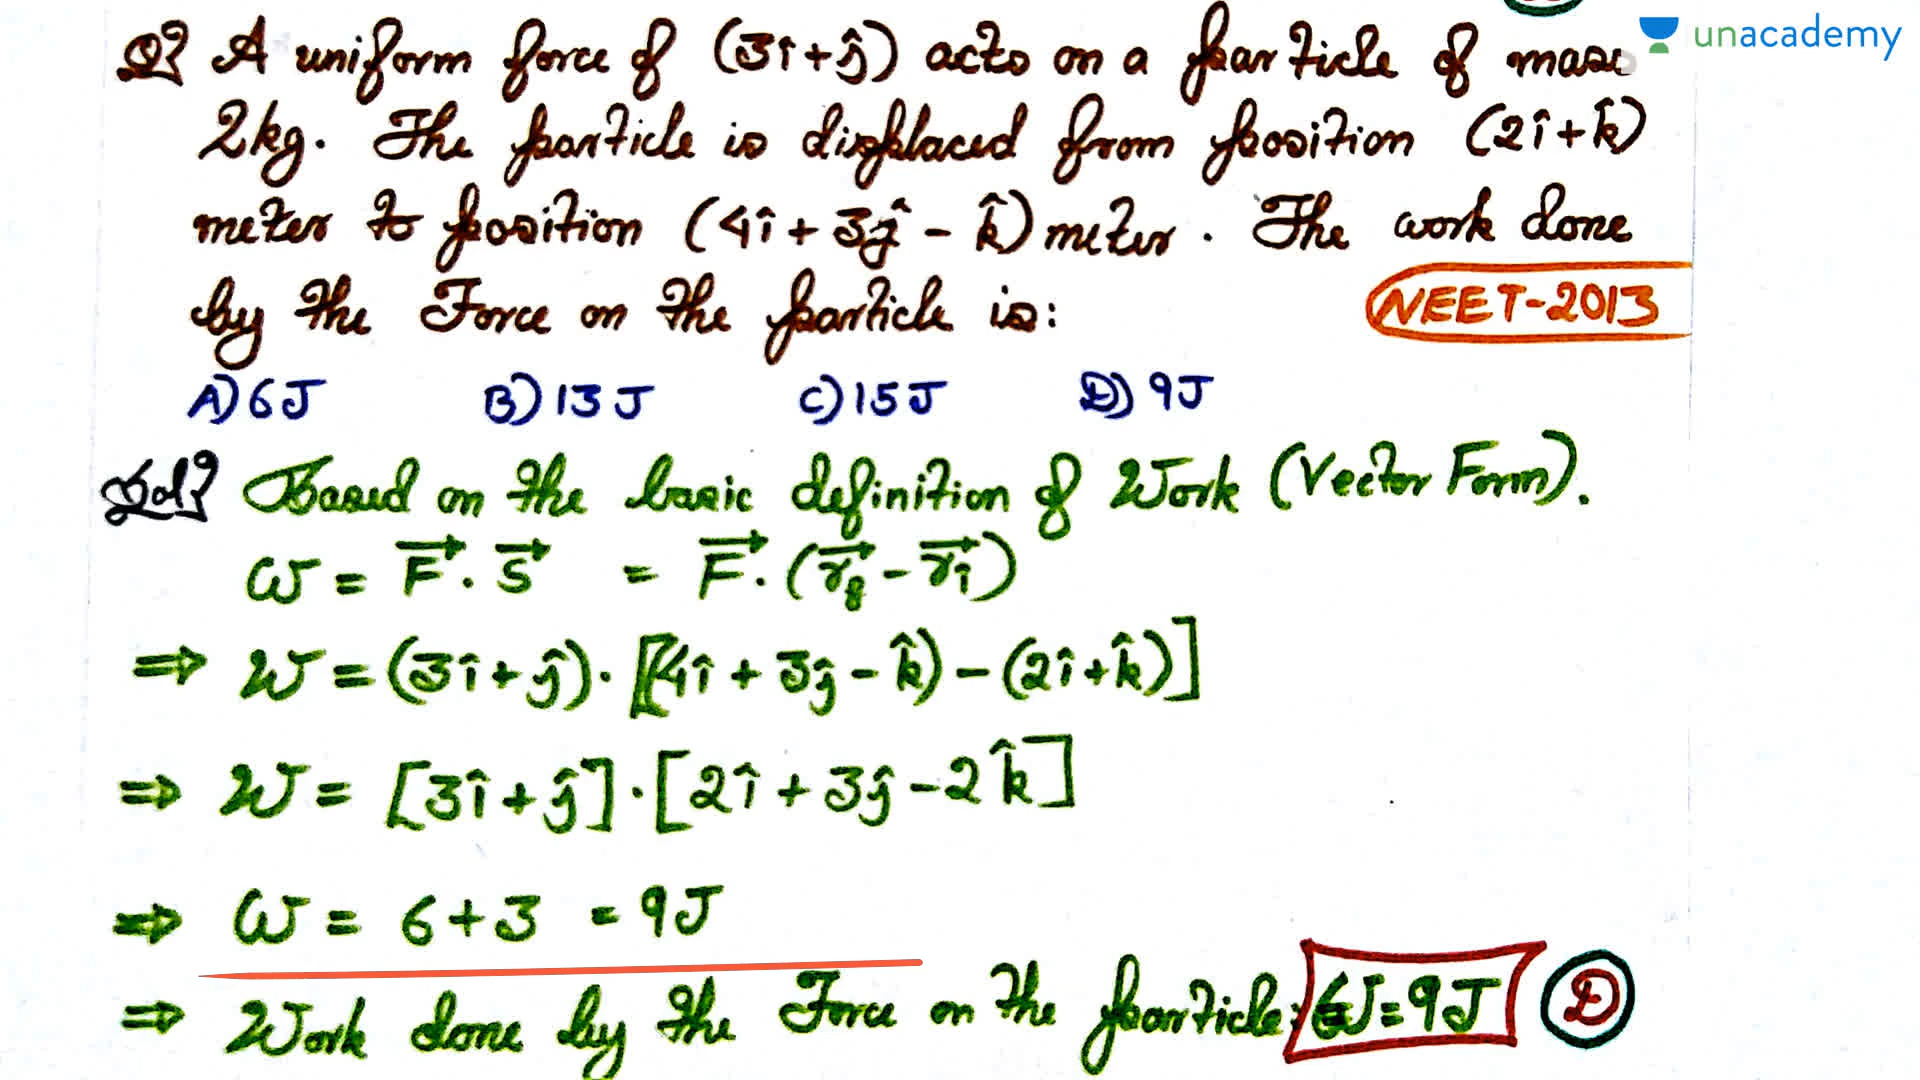 unacademy
Q? A uniform force of (3î+ĵ) acts on a particle of mass
2kg. The particle is displaced from position (2î+k̂)
meter to position (4î+3ĵ-k̂) meter. The work done
by the Force on the particle is:
NEET-2013
A) 6J B) 13J C) 15J D) 9J
Sol? Based on the basic definition of Work (Vector Form).
W = F⃗.S⃗ = F⃗.(r⃗f - r⃗i)
⇒ W = (3î+ĵ).[(4î+3ĵ-k̂)-(2î+k̂)]
⇒ W = [3î+ĵ].[2î+3ĵ-2k̂]
⇒ W = 6+3 = 9J
⇒ Work done by the Force on the particle: W=9J D